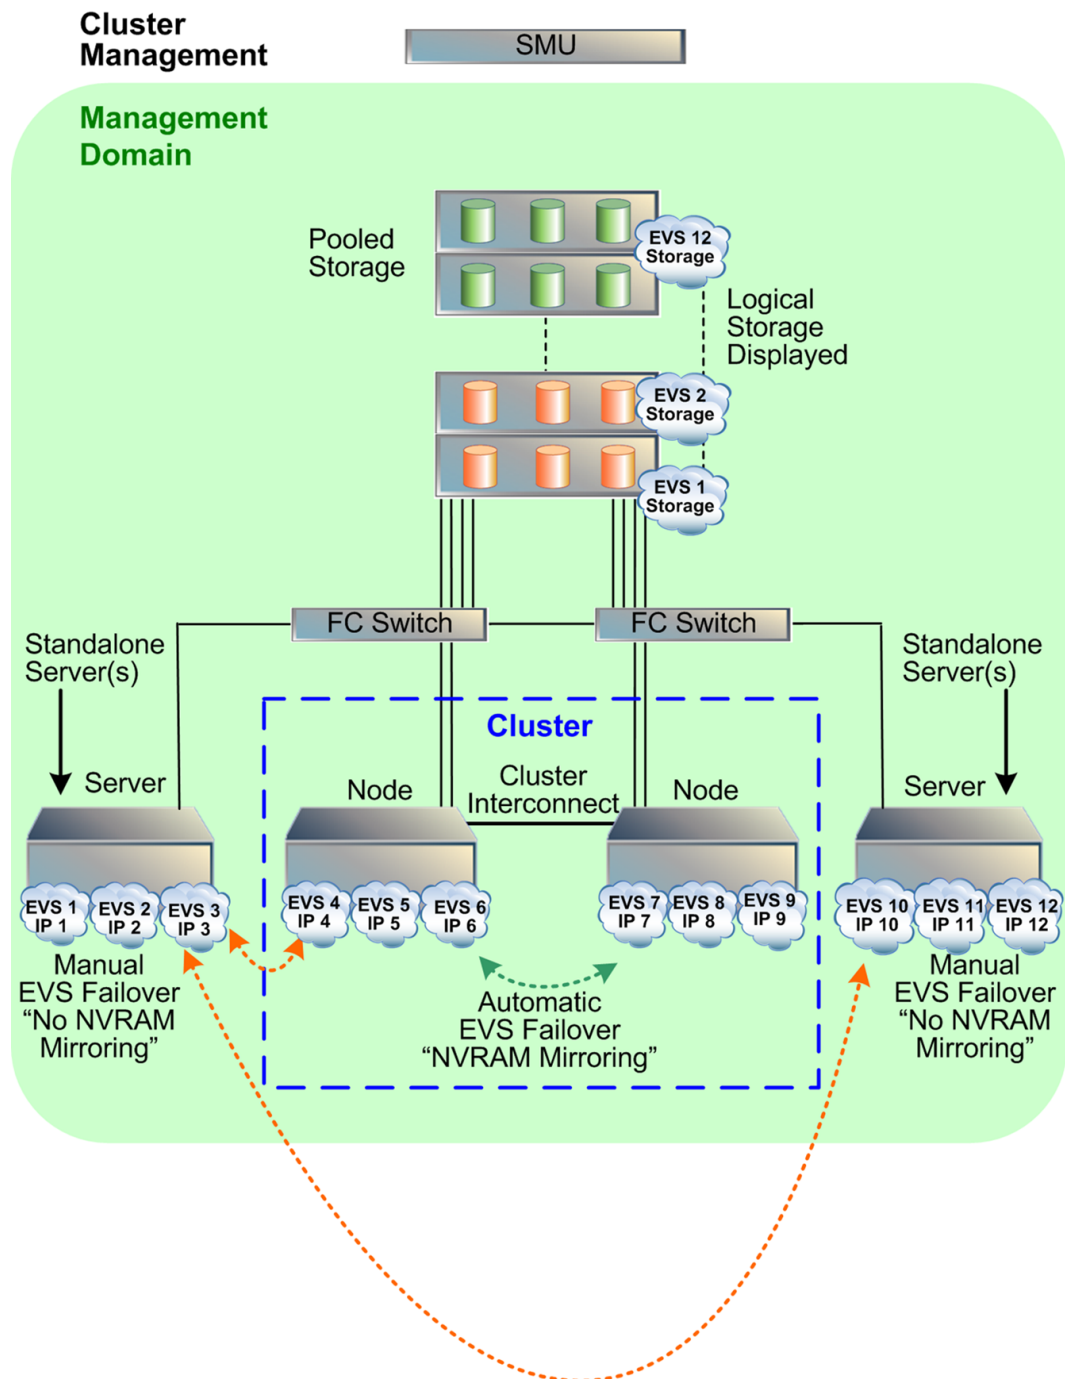 Cluster
Management
SMU
Management
Domain
Pooled
Storage
EVS 12
Storage
Logical
Storage
Displayed
EVS 2
Storage
EVS 1
Storage
FC Switch
FC Switch
Standalone
Server(s)
Standalone
Server(s)
Cluster
Cluster
Interconnect
Server
Node
Node
Server
EVS 1
IP 1
EVS 2
IP 2
EVS 3
IP 3
EVS 4
IP 4
EVS 5
IP 5
EVS 6
IP 6
EVS 7
IP 7
EVS 8
IP 8
EVS 9
IP 9
EVS 10
IP 10
EVS 11
IP 11
EVS 12
IP 12
Manual
EVS Failover
“No NVRAM
Mirroring”
Automatic
EVS Failover
“NVRAM Mirroring”
Manual
EVS Failover
“No NVRAM
Mirroring”